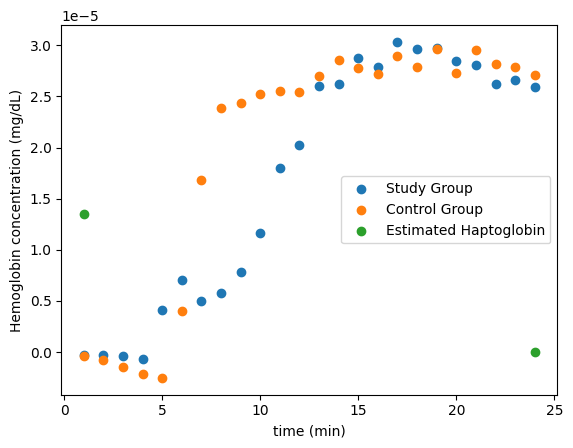 1e−5
Hemoglobin concentration (mg/dL)
3.0
2.5
2.0
1.5
1.0
0.5
0.0
Study Group
Control Group
Estimated Haptoglobin
0
5
10
15
20
25
time (min)